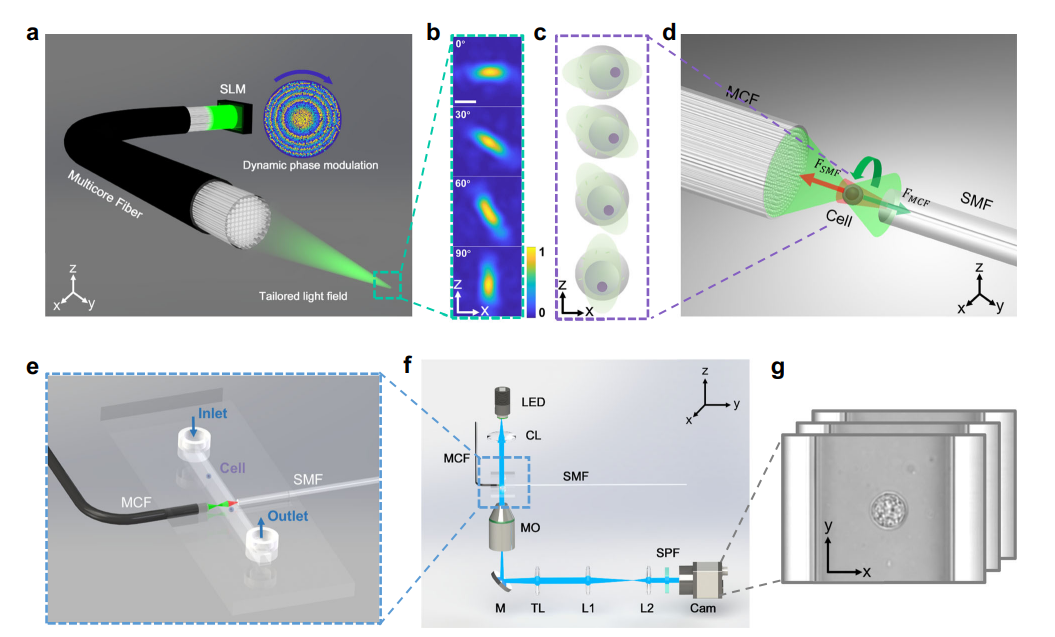 a
SLM
Dynamic phase modulation
Multicore Fiber
Tailored light field
z
x
y
b
0°
30°
60°
90°
z
x
1
0
c
z
x
d
MCF
F_SMF
F_MCF
SMF
Cell
z
x
y
e
Inlet
Cell
SMF
MCF
Outlet
f
LED
z
y
x
CL
MCF
SMF
MO
SPF
M TL L1 L2 Cam
g
y
x